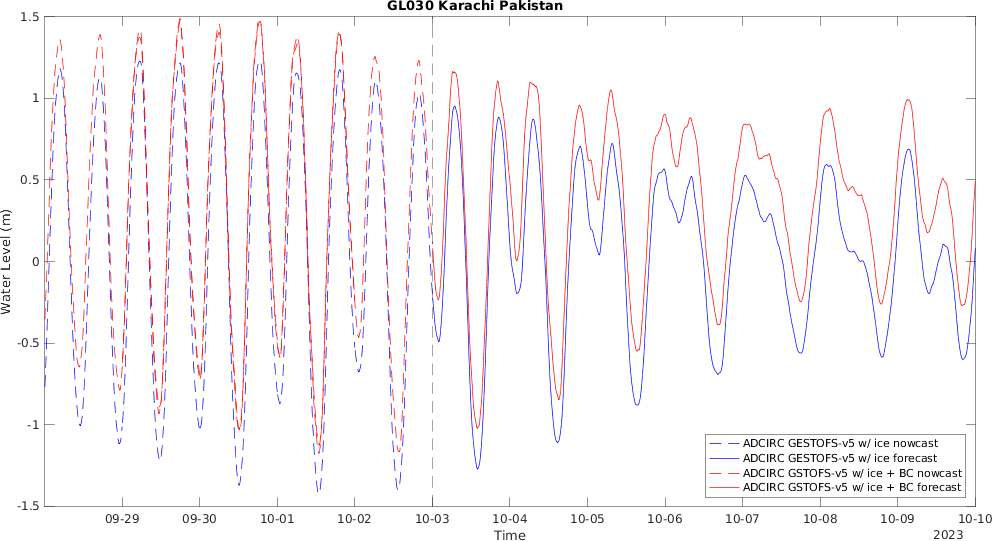 GL030 Karachi Pakistan
1.5
1
0.5
0
-0.5
-1
-1.5
Water Level (m)
ADCIRC GESTOFS-v5 w/ ice nowcast
ADCIRC GESTOFS-v5 w/ ice forecast
ADCIRC GSTOFS-v5 w/ ice + BC nowcast
ADCIRC GSTOFS-v5 w/ ice + BC forecast
09-29 09-30 10-01 10-02 10-03 10-04 10-05 10-06 10-07 10-08 10-09 10-10
Time
2023